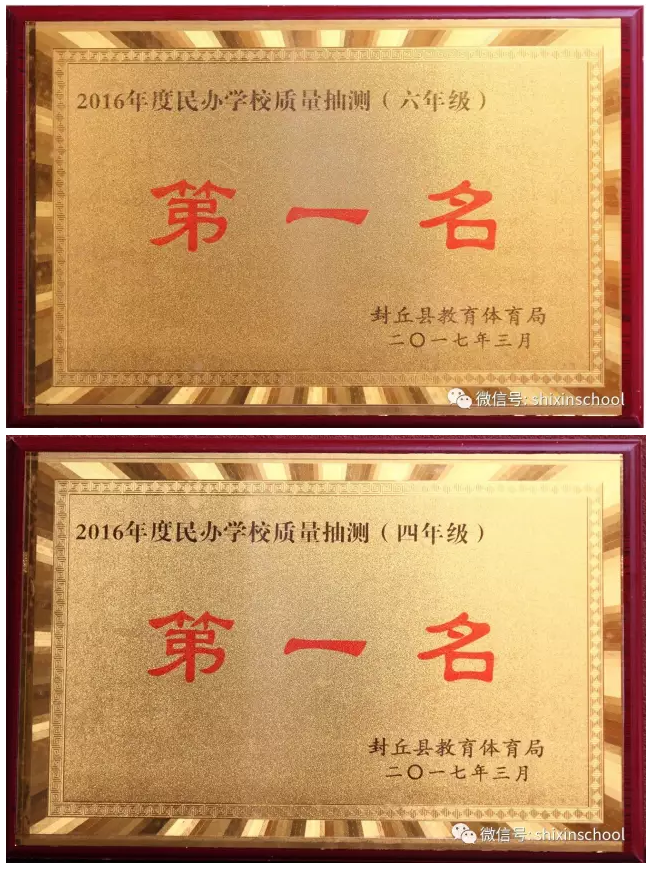 2016年度民办学校质量抽测（六年级）
第一名
封丘县教育体育局
二〇一七年三月
微信号: shixinschool
2016年度民办学校质量抽测（四年级）
第一名
封丘县教育体育局
二〇一七年三月
微信号: shixinschool